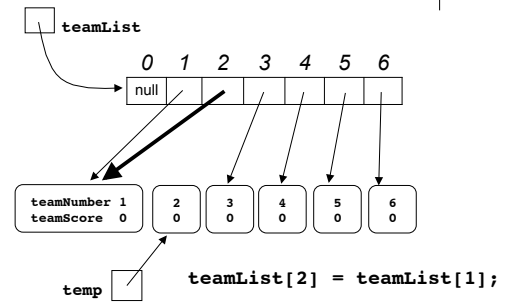 teamList
0 1 2 3 4 5 6
null
teamNumber 1 2 3 4 5 6
teamScore 0 0 0 0 0 0
temp
teamList[2] = teamList[1];